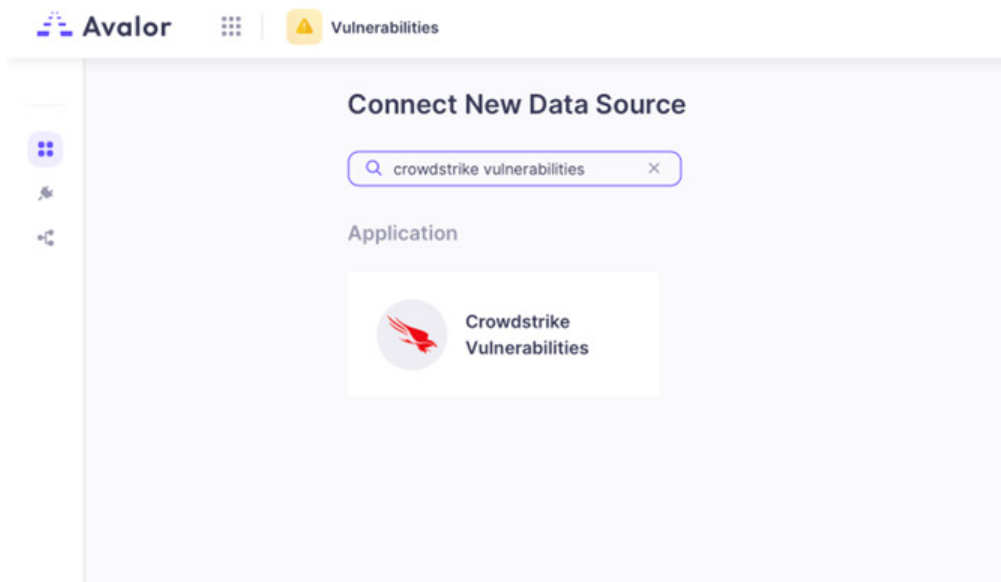 Avalor
Vulnerabilities
Connect New Data Source
crowdstrike vulnerabilities
Application
Crowdstrike
Vulnerabilities